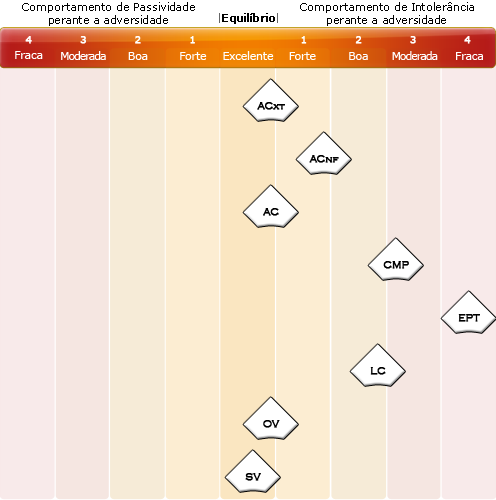 Comportamento de Passividade
perante a adversidade
|Equilíbrio|
Comportamento de Intolerância
perante a adversidade
4 3 2 1 1 2 3 4
Fraca Moderada Boa Forte Excelente Forte Boa Moderada Fraca
ACXT
ACNF
AC
CMP
EPT
LC
OV
SV